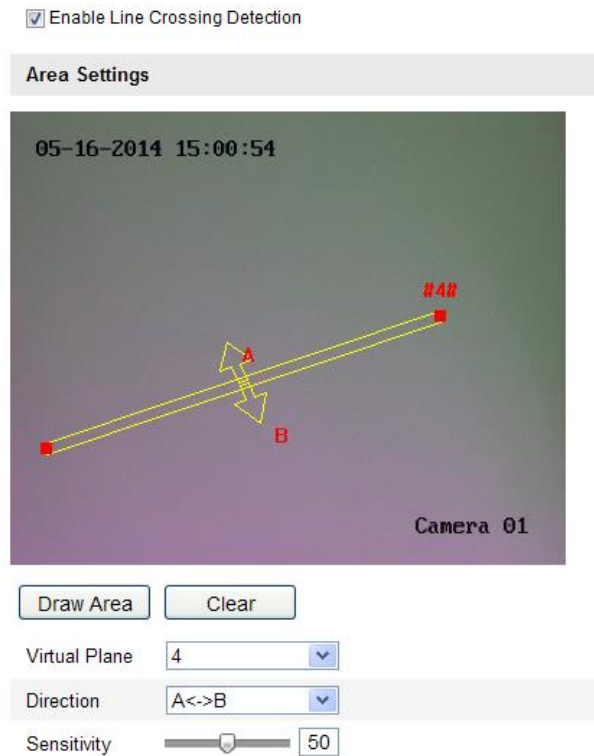 Enable Line Crossing Detection
Area Settings
05-16-2014 15:00:54
#4#
A
B
Camera 01
Draw Area Clear
Virtual Plane 4
Direction A<->B
Sensitivity 50